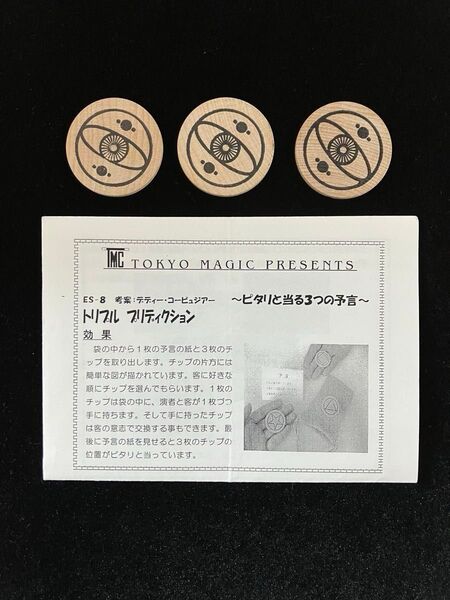 TMC TOKYO MAGIC PRESENTS
ES-8 考案:テディー・コービュジアー
〜ピタリと当る3つの予言〜
トリプル プリディクション
効果
袋の中から1枚の予言の紙と3枚のチ
ップを取り出します。チップの片方には
簡単な図が描かれています。客に好きな
順にチップを選んでもらいます。1枚の
チップは袋の中に、演者と客が1枚づつ
手に持ちます。そして手に持ったチップ
は客の意志で交換する事もできます。最
後に予言の紙を見せると3枚のチップの
位置がピタリと当っています。